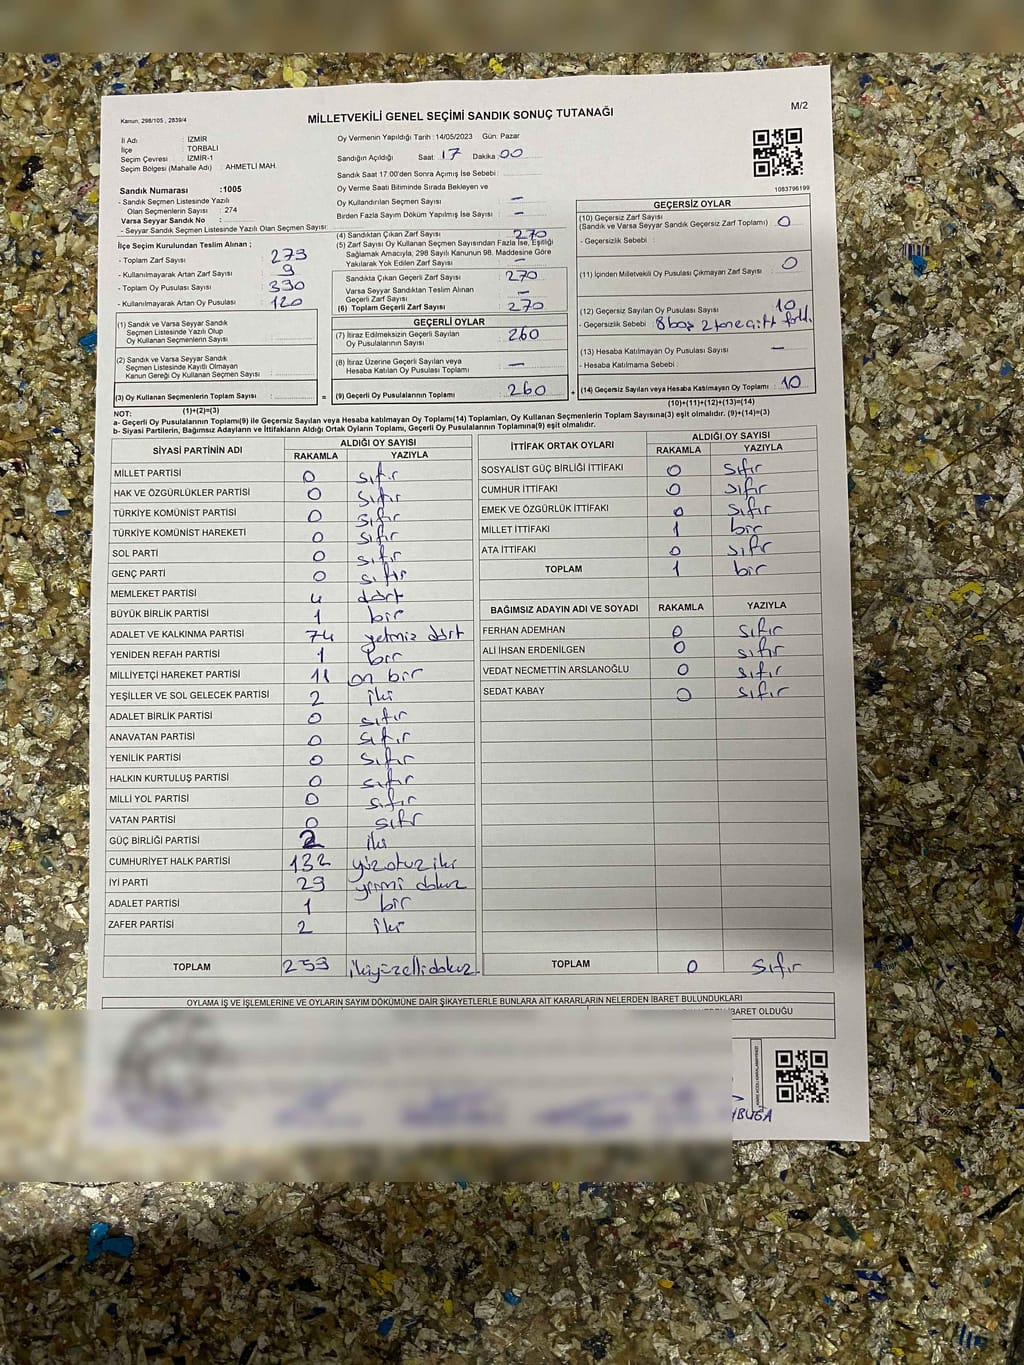 Kanun, 298/105 , 2839/4
MİLLETVEKİLİ GENEL SEÇİMİ SANDIK SONUÇ TUTANAĞI
M/2
İl Adı : İZMİR
İlçe : TORBALI
Seçim Çevresi : İZMİR-1
Seçim Bölgesi (Mahalle Adı) : AHMETLİ MAH.
Sandık Numarası :1005
- Sandık Seçmen Listesinde Yazılı
Olan Seçmenlerin Sayısı : 274
Varsa Seyyar Sandık No :
- Seyyar Sandık Seçmen Listesinde Yazılı Olan Seçmen Sayısı
İlçe Seçim Kurulundan Teslim Alınan ;
- Toplam Zarf Sayısı : 279
- Kullanılmayarak Artan Zarf Sayısı : 9
- Toplam Oy Pusulası : 390
- Kullanılmayarak Artan Oy Pusulası : 120
(1) Sandık ve Varsa Seyyar Sandık
Seçmen Listesinde Yazılı Olup
Oy Kullanan Seçmenlerin Sayısı :
(2) Sandık ve Varsa Seyyar Sandık
Seçmen Listesinde Kayıtlı Olmayan
Kanun Gereği Oy Kullanan Seçmen Sayısı :
(3) Oy Kullanan Seçmenlerin Toplam Sayısı : =
(1)+(2)=(3)
Oy Vermenin Yapıldığı Tarih : 14/05/2023 Gün: Pazar
Sandığın Açıldığı Saat : 17 Dakika : 00
Sandık Saat 17:00'den Sonra Açımış İse Sebebi :
Oy Verme Saati Bitiminde Sırada Bekleyen ve
Oy Kullandırılan Seçmen Sayısı : -
Birden Fazla Sayım Döküm Yapılmış İse Sayısı : -
(4) Sandıktan Çıkan Zarf Sayısı : 270
(5) Zarf Sayısı Oy Kullanan Seçmen Sayısından Fazla İse, Eşitliği
Sağlamak Amacıyla, 298 Sayılı Kanunun 98. Maddesine Göre
Yakılarak Yok Edilen Zarf Sayısı : -
Sandıkta Çıkan Geçerli Zarf Sayısı : 270
Varsa Seyyar Sandıktan Teslim Alınan
Geçerli Zarf Sayısı : -
(6) Toplam Geçerli Zarf Sayısı : 270
GEÇERLİ OYLAR
(7) İtiraz Edilmeksizin Geçerli Sayılan
Oy Pusulalarının Sayısı : 260
(8) İtiraz Üzerine Geçerli Sayılan veya
Hesaba Katılan Oy Pusulası Toplamı : -
(9) Geçerli Oy Pusulalarının Toplamı : 260 +
1083796199
GEÇERSİZ OYLAR
(10) Geçersiz Zarf Sayısı
(Sandık ve Varsa Seyyar Sandık Geçersiz Zarf Toplamı) : 0
- Geçersizlik Sebebi :
(11) İçinden Milletvekili Oy Pusulası Çıkmayan Zarf Sayısı : 0
(12) Geçersiz Sayılan Oy Pusulası Sayısı : 10
- Geçersizlik Sebebi : 8 boş 2 tane çift
(13) Hesaba Katılmayan Oy Pusulası Sayısı : -
- Hesaba Katılmama Sebebi :
(14) Geçersiz Sayılan veya Hesaba Katılmayan Oy Toplamı : 10
(10)+(11)+(12)+(13)=(14)
NOT:
a- Geçerli Oy Pusulalarının Toplamı(9) ile Geçersiz Sayılan veya Hesaba katılmayan Oy Toplamı(14) Toplamları, Oy Kullanan Seçmenlerin Toplam Sayısına(3) eşit olmalıdır. (9)+(14)=(3)
b- Siyasi Partilerin, Bağımsız Adayların ve İttifakların Aldığı Ortak Oyların Toplamı, Geçerli Oy Pusulalarının Toplamına(9) eşit olmalıdır.
SİYASİ PARTİNİN ADI ALDIĞI OY SAYISI
RAKAMLA YAZIYLA
MİLLET PARTİSİ 0 sıfır
HAK VE ÖZGÜRLÜKLER PARTİSİ 0 sıfır
TÜRKİYE KOMÜNİST PARTİSİ 0 sıfır
TÜRKİYE KOMÜNİST HAREKETİ 0 sıfır
SOL PARTİ 0 sıfır
GENÇ PARTİ 0 sıfır
MEMLEKET PARTİSİ 4 dört
BÜYÜK BİRLİK PARTİSİ 1 bir
ADALET VE KALKINMA PARTİSİ 74 yetmiz dört
YENİDEN REFAH PARTİSİ 1 bir
MİLLİYETÇİ HAREKET PARTİSİ 11 on bir
YEŞİLLER VE SOL GELECEK PARTİSİ 2 iki
ADALET BİRLİK PARTİSİ 0 sıfır
ANAVATAN PARTİSİ 0 sıfır
YENİLİK PARTİSİ 0 sıfır
HALKIN KURTULUŞ PARTİSİ 0 sıfır
MİLLİ YOL PARTİSİ 0 sıfır
VATAN PARTİSİ 0 sıfır
GÜÇ BİRLİĞİ PARTİSİ 2 iki
CUMHURİYET HALK PARTİSİ 132 yüzotuz iki
İYİ PARTİ 29 yirmi dokuz
ADALET PARTİSİ 1 bir
ZAFER PARTİSİ 2 iki
TOPLAM 259 ikiyüzellidokuz
İTTİFAK ORTAK OYLARI ALDIĞI OY SAYISI
RAKAMLA YAZIYLA
SOSYALİST GÜÇ BİRLİĞİ İTTİFAKI 0 sıfır
CUMHUR İTTİFAKI 0 sıfır
EMEK VE ÖZGÜRLÜK İTTİFAKI 0 sıfır
MİLLET İTTİFAKI 1 bir
ATA İTTİFAKI 0 sıfır
TOPLAM 1 bir
BAĞIMSIZ ADAYIN ADI VE SOYADI RAKAMLA YAZIYLA
FERHAN ADEMHAN 0 sıfır
ALİ İHSAN ERDENİLGEN 0 sıfır
VEDAT NECMETTİN ARSLANOĞLU 0 sıfır
SEDAT KABAY 0 sıfır
TOPLAM 0 sıfır
OYLAMA İŞ VE İŞLEMLERİNE VE OYLARIN SAYIM DÖKÜMÜNE DAİR ŞİKAYETLERLE BUNLARA AİT KARARLARIN NELERDEN İBARET BULUNDUKLARI
İBARET OLDUĞU